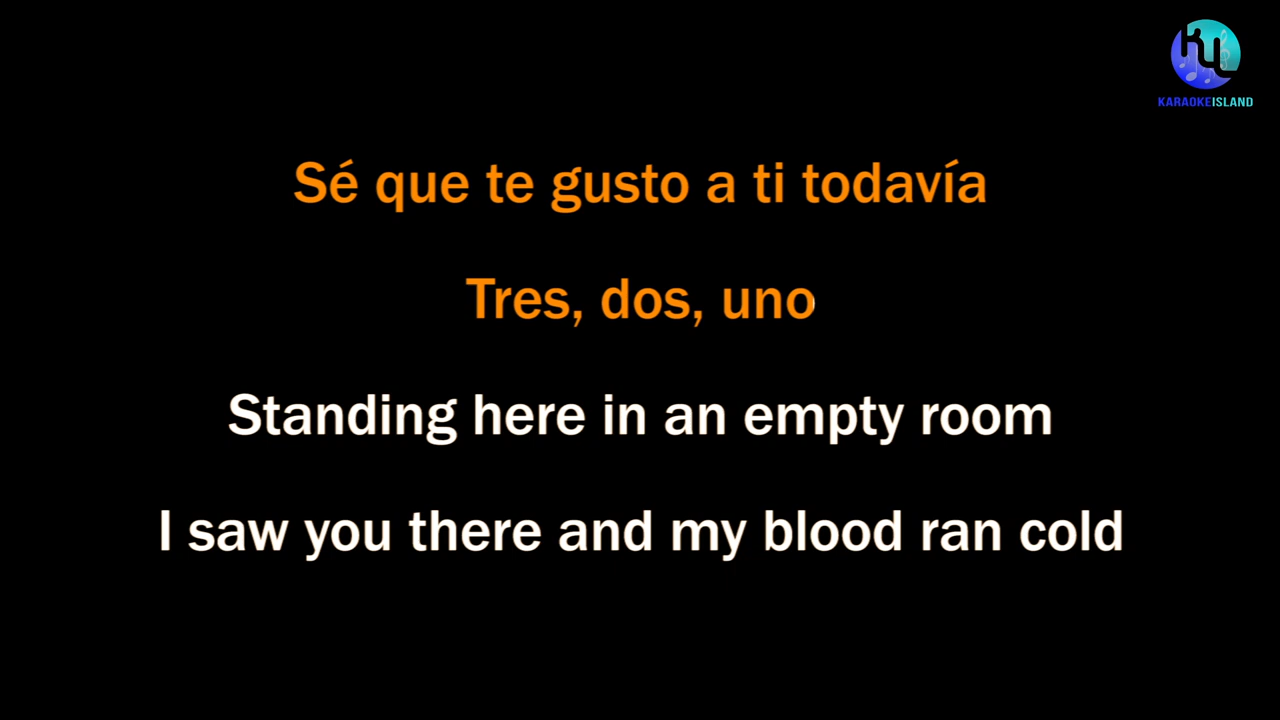 KARAOKEISLAND
Sé que te gusto a ti todavía
Tres, dos, uno
Standing here in an empty room
I saw you there and my blood ran cold